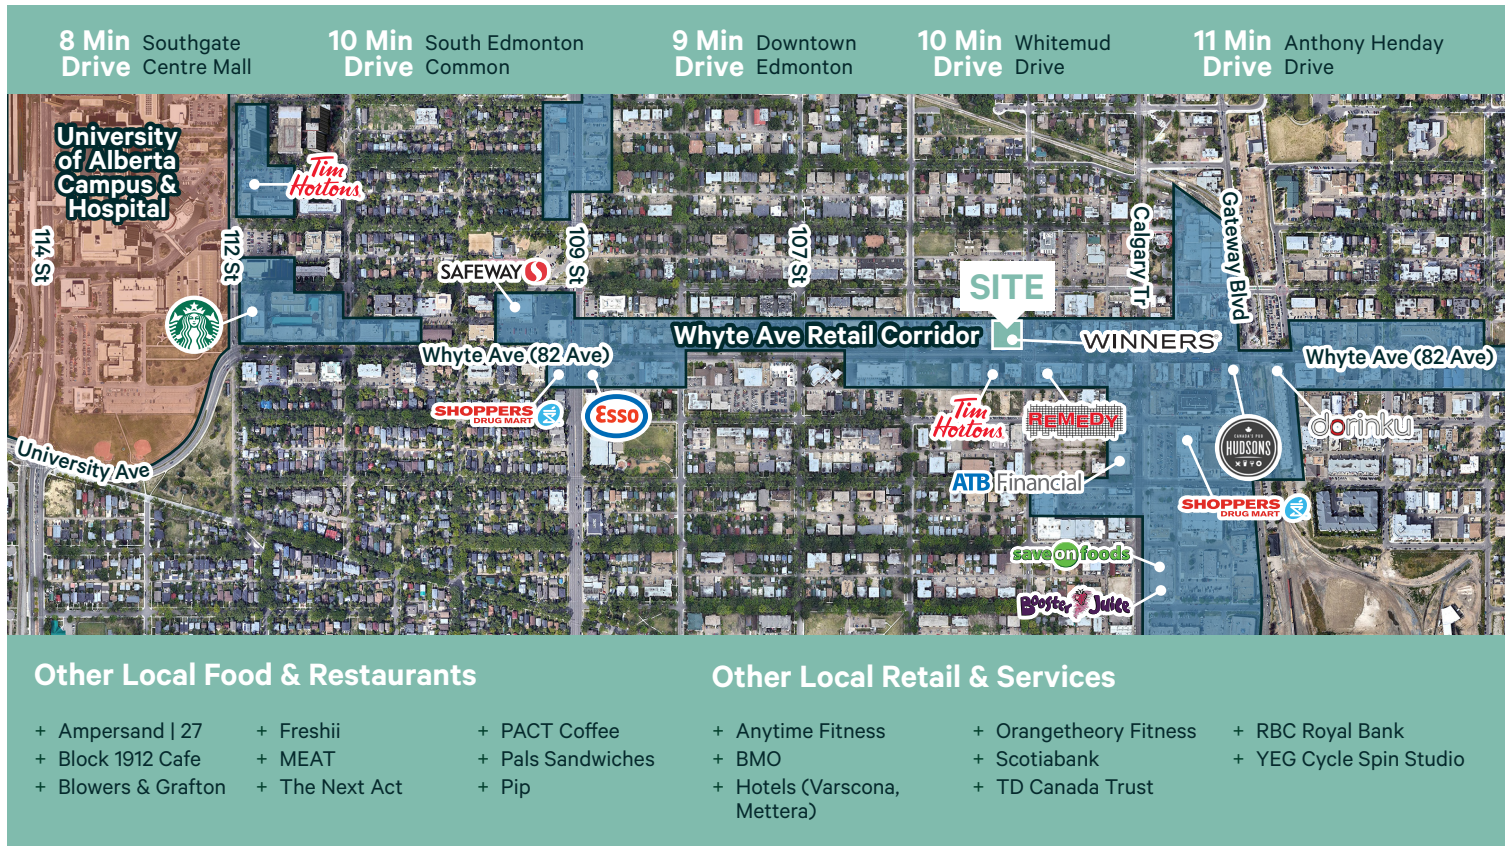 8 Min
Drive
Southgate
Centre Mall
10 Min
Drive
South Edmonton
Common
9 Min
Drive
Downtown
Edmonton
10 Min
Drive
Whitemud
Drive
11 Min
Drive
Anthony Henday
Drive
University
of Alberta
Campus &
Hospital
Tim
Hortons
114 St
112 St
109 St
107 St
Calgary Tr
Gateway Blvd
SAFEWAY
SITE
Whyte Ave Retail Corridor
WINNERS
Whyte Ave (82 Ave)
Whyte Ave (82 Ave)
SHOPPERS
DRUG MART
Esso
Tim
Hortons
REMEDY
CANADA'S PUB
HUDSONS
dorinku
University Ave
ATB Financial
SHOPPERS
DRUG MART
save on foods
Booster Juice
Other Local Food & Restaurants
+ Ampersand | 27
+ Block 1912 Cafe
+ Blowers & Grafton
+ Freshii
+ MEAT
+ The Next Act
+ PACT Coffee
+ Pals Sandwiches
+ Pip
Other Local Retail & Services
+ Anytime Fitness
+ BMO
+ Hotels (Varscona,
Mettera)
+ Orangetheory Fitness
+ Scotiabank
+ TD Canada Trust
+ RBC Royal Bank
+ YEG Cycle Spin Studio